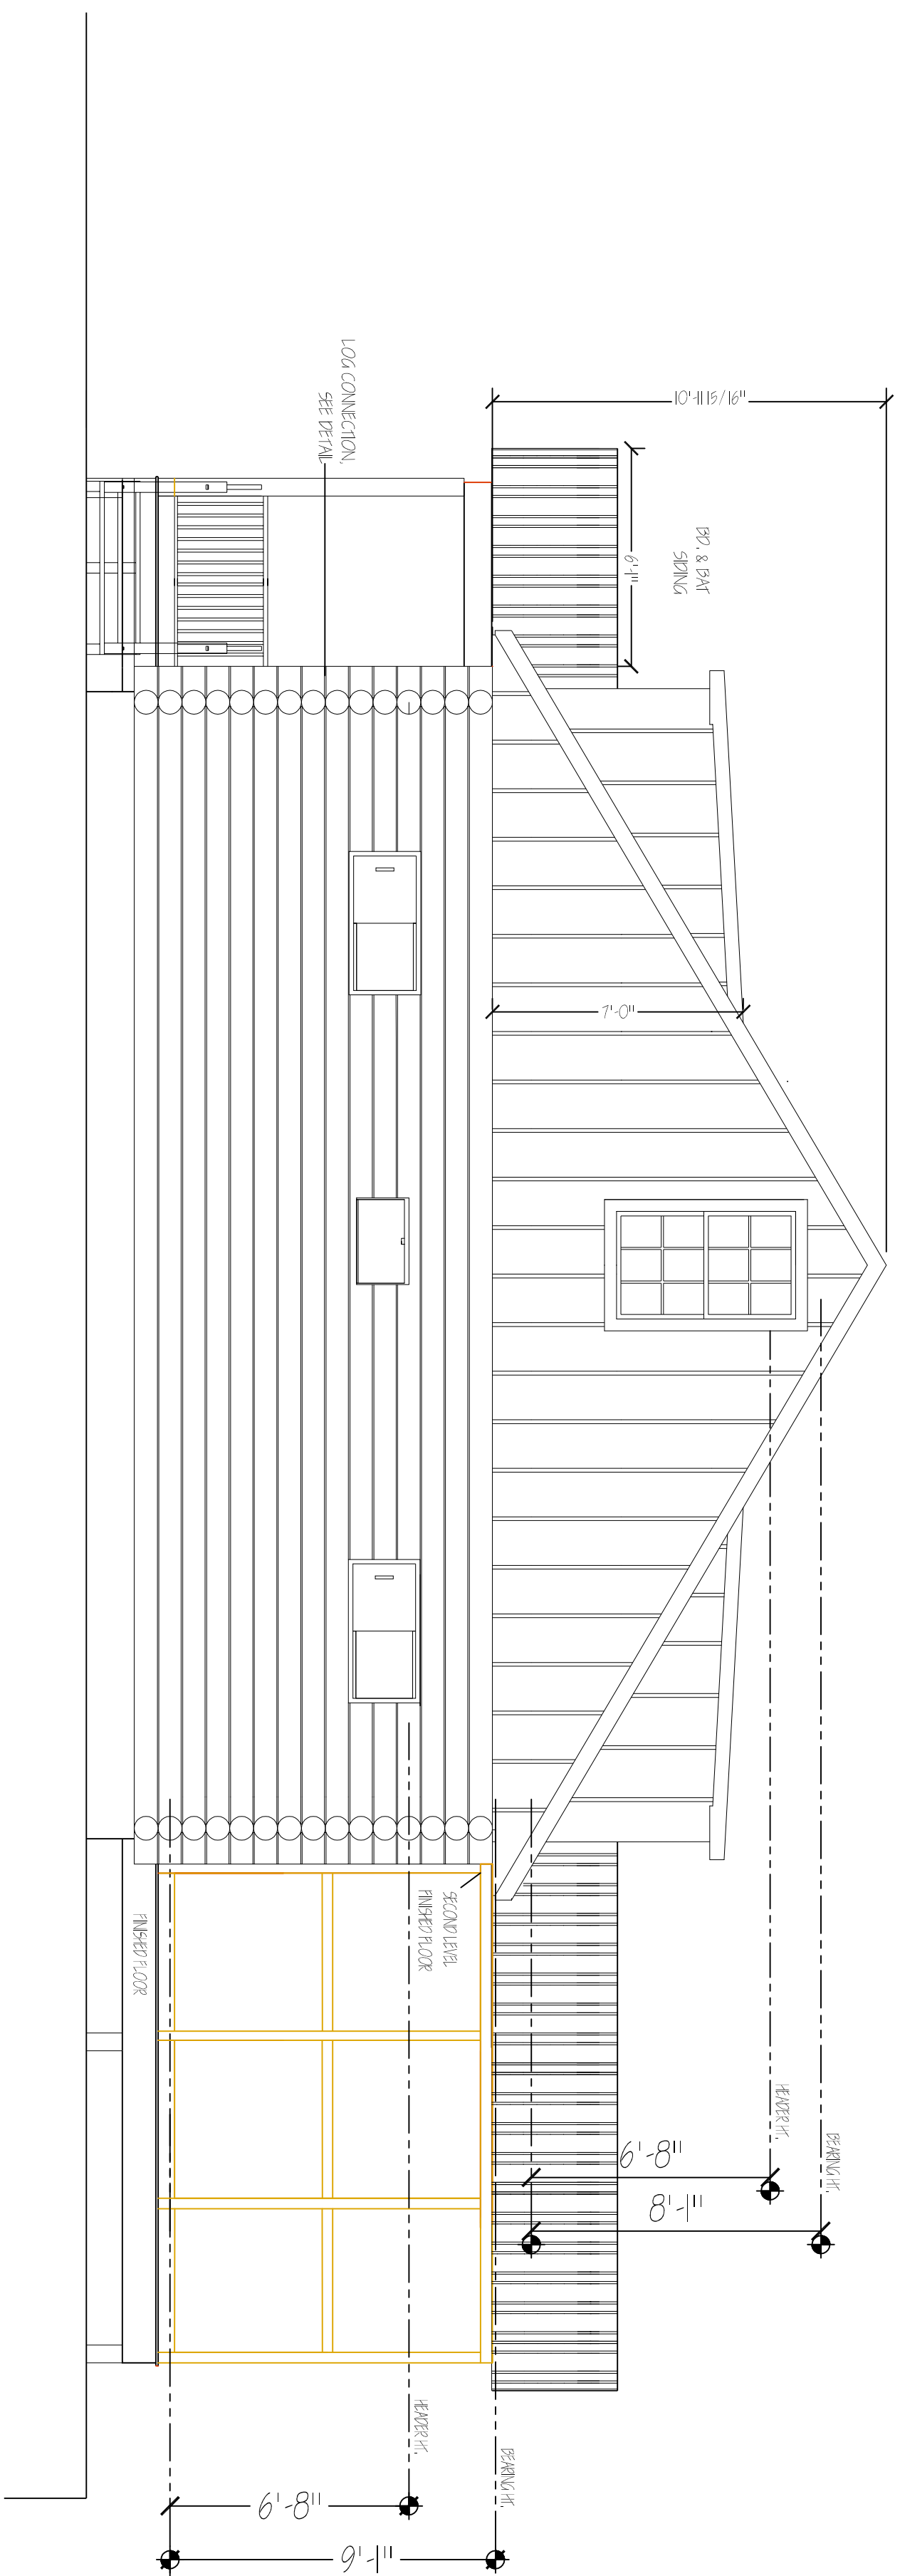 10'-11 15/16"
BD. & BAT
SIDING
6'-1"
LOG CONNECTION,
SEE DETAIL
7'-0"
BEARING HT.
HEADER HT.
8'-1"
6'-8"
SECOND LEVEL
FINISHED FLOOR
FINISHED FLOOR
BEARING HT.
HEADER HT.
6'-8"
9'-1"